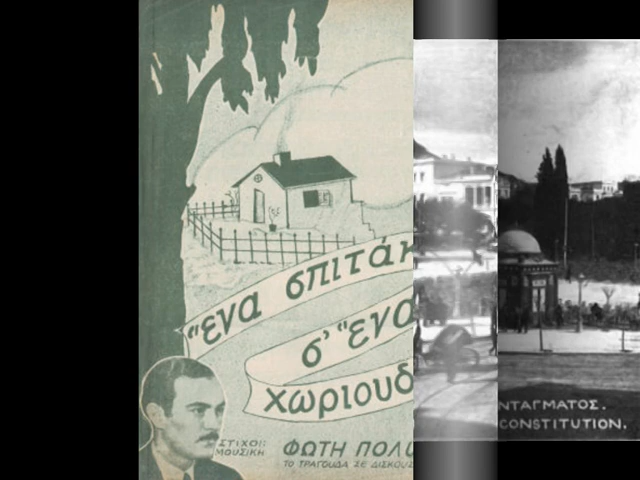 "ένα σπιτάκ
σ' "ένα
χωριουδ
ΣΤΙΧΟΙ:
ΜΟΥΣΙΚΗ
ΦΩΤΗ ΠΟΛΥ
ΤΟ ΤΡΑΓΟΥΔΑ ΣΕ ΔΙΣΚΟΥΣ
ΝΤΑΓΜΑΤΟΣ.
CONSTITUTION.